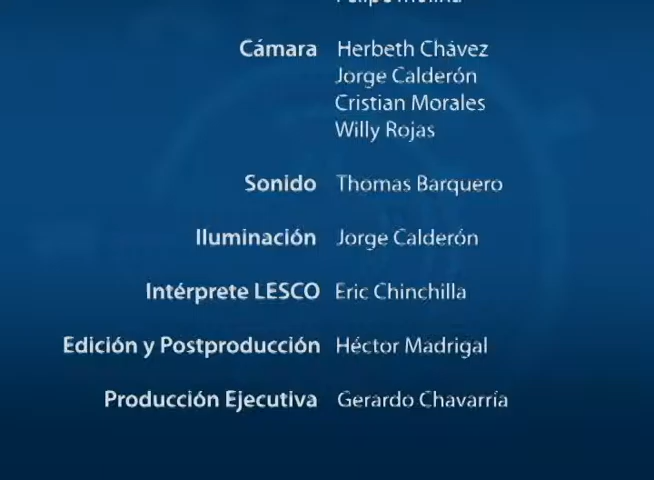 Cámara Herbeth Chávez
Jorge Calderón
Cristian Morales
Willy Rojas
Sonido Thomas Barquero
Iluminación Jorge Calderón
Intérprete LESCO Eric Chinchilla
Edición y Postproducción Héctor Madrigal
Producción Ejecutiva Gerardo Chavarría